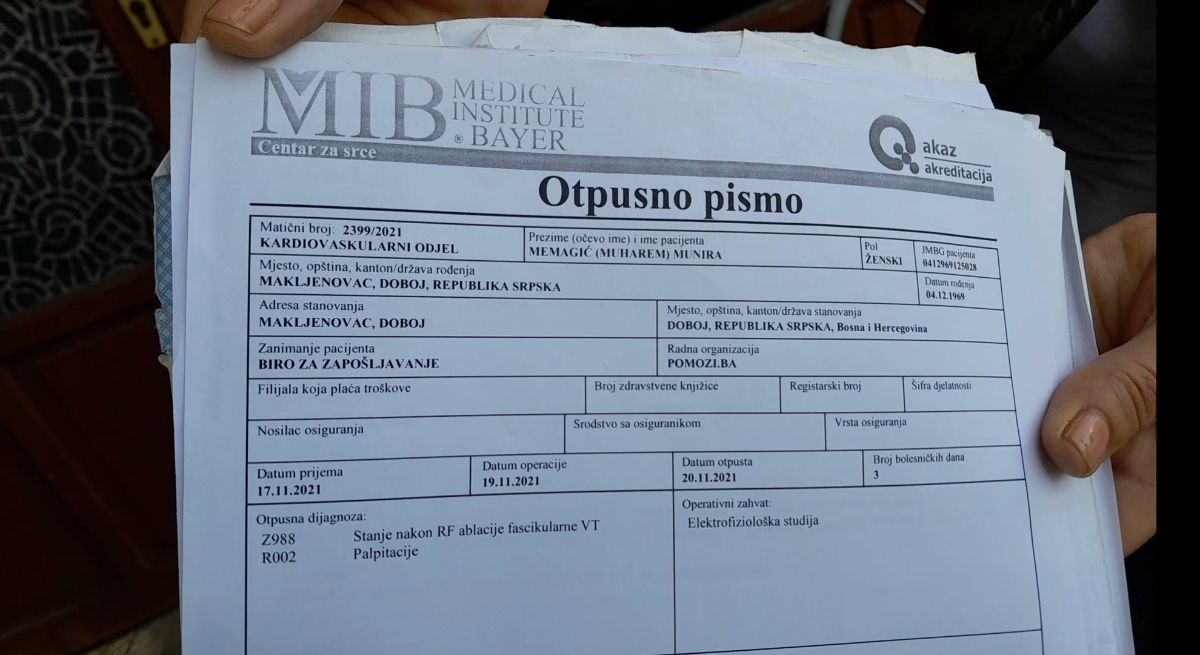 MIB MEDICAL
INSTITUTE
® BAYER
Centar za srce
akaz
akreditacija
Otpusno pismo
Matični broj: 2399/2021
KARDIOVASKULARNI ODJEL
Prezime (očevo ime) i ime pacijenta
MEMAGIĆ (MUHAREM) MUNIRA
Pol
ŽENSKI
JMBG pacijenta
0412969125028
Mjesto, opština, kanton/država rođenja
MAKLJENOVAC, DOBOJ, REPUBLIKA SRPSKA
Datum rođenja
04.12.1969
Adresa stanovanja
MAKLJENOVAC, DOBOJ
Mjesto, opština, kanton/država stanovanja
DOBOJ, REPUBLIKA SRPSKA, Bosna i Hercegovina
Zanimanje pacijenta
BIRO ZA ZAPOŠLJAVANJE
Radna organizacija
POMOZI.BA
Filijala koja plaća troškove
Broj zdravstvene knjižice
Registarski broj
Šifra djelatnosti
Nosilac osiguranja
Srodstvo sa osiguranikom
Vrsta osiguranja
Datum prijema
17.11.2021
Datum operacije
19.11.2021
Datum otpusta
20.11.2021
Broj bolesničkih dana
3
Otpusna dijagnoza:
Z988 Stanje nakon RF ablacije fascikularne VT
R002 Palpitacije
Operativni zahvat:
Elektrofiziološka studija